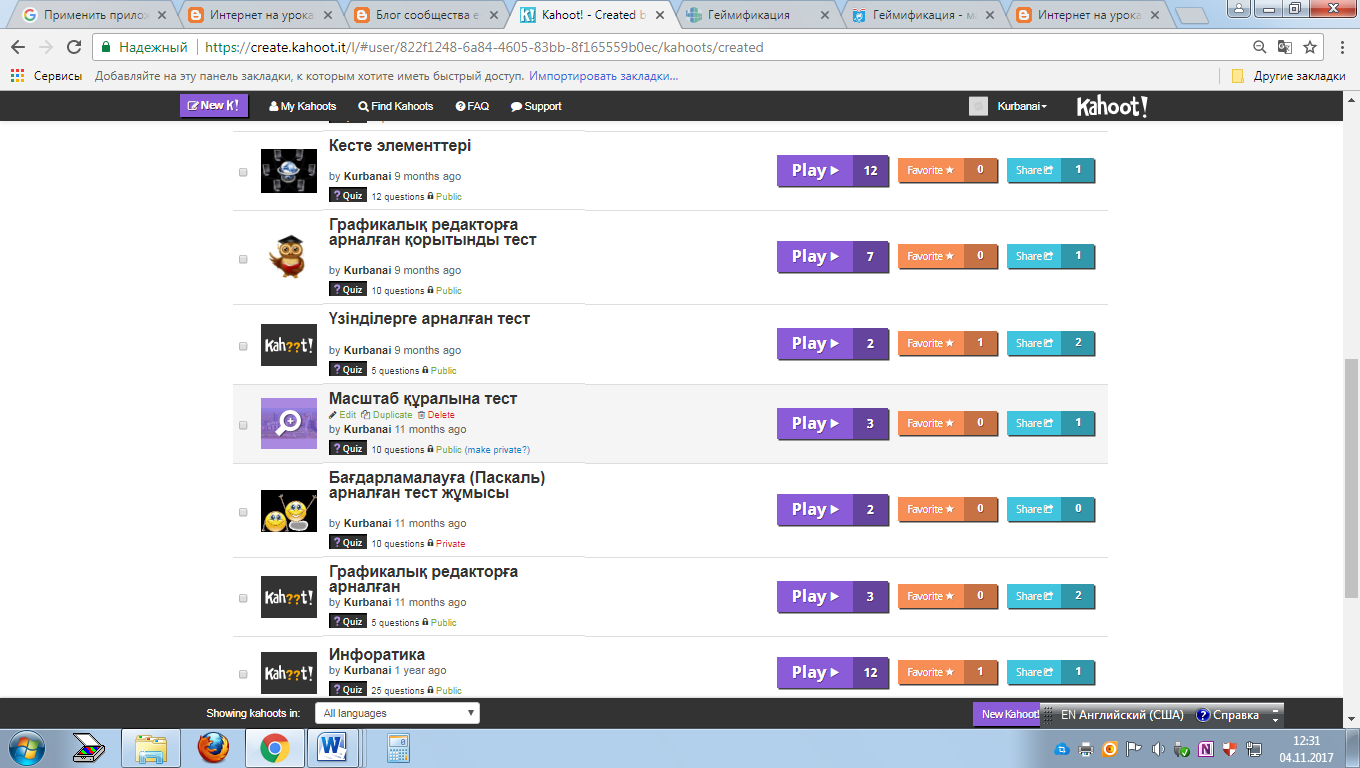 Применить прилож
Интернет на урока
Блог сообщества е
Kahoot! - Created b
Геймификация
Геймификация - м
Интернет на урока
Надежный
https://create.kahoot.it/l/#user/822f1248-6a84-4605-83bb-8f165559b0ec/kahoots/created
Сервисы
Добавляйте на эту панель закладки, к которым хотите иметь быстрый доступ. Импортировать закладки...
Другие закладки
New K!
My Kahoots
Find Kahoots
FAQ
Support
Kurbanai
Kahoot!
Кесте элементтері
by Kurbanai 9 months ago
? Quiz 12 questions Public
Play 12 Favorite 0 Share 1
Графикалық редакторға
арналған қорытынды тест
by Kurbanai 9 months ago
? Quiz 10 questions Public
Play 7 Favorite 0 Share 1
Kah??t!
Үзінділерге арналған тест
by Kurbanai 9 months ago
? Quiz 5 questions Public
Play 2 Favorite 1 Share 2
Масштаб құралына тест
Edit Duplicate Delete
by Kurbanai 11 months ago
? Quiz 10 questions Public (make private?)
Play 3 Favorite 0 Share 1
Бағдарламалауға (Паскаль)
арналған тест жұмысы
by Kurbanai 11 months ago
? Quiz 10 questions Private
Play 2 Favorite 0 Share 0
Kah??t!
Графикалық редакторға
арналған
by Kurbanai 11 months ago
? Quiz 5 questions Public
Play 3 Favorite 0 Share 2
Kah??t!
Инфоратика
by Kurbanai 1 year ago
? Quiz 25 questions Public
Play 12 Favorite 1 Share 1
Showing kahoots in:
All languages
New Kahoot!
EN Английский (США)
Справка
12:31
04.11.2017